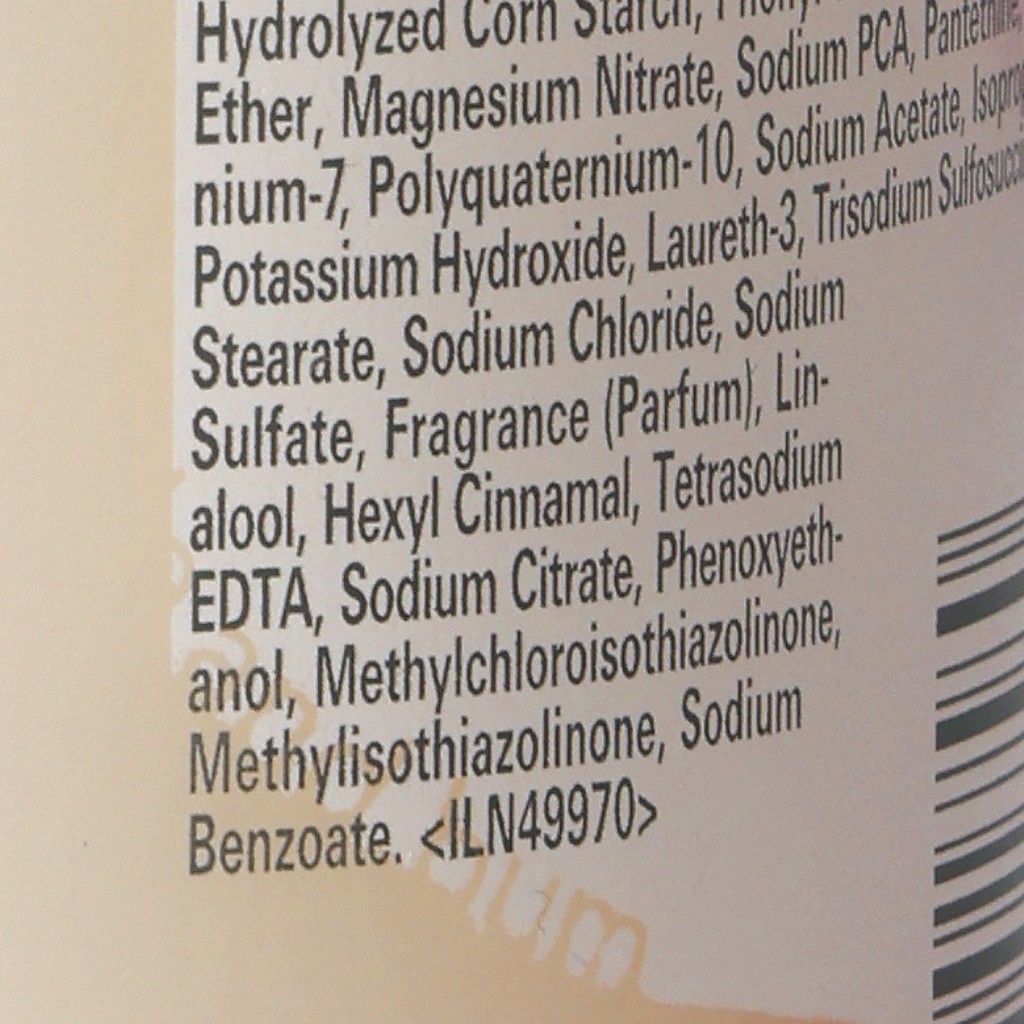 Hydrolyzed Corn Starch,
Ether, Magnesium Nitrate, Sodium PCA, Pantethine,
nium-7, Polyquaternium-10, Sodium Acetate,
Potassium Hydroxide, Laureth-3, Trisodium
Stearate, Sodium Chloride, Sodium
Sulfate, Fragrance (Parfum), Lin-
alool, Hexyl Cinnamal, Tetrasodium
EDTA, Sodium Citrate, Phenoxyeth-
anol, Methylchloroisothiazolinone,
Methylisothiazolinone, Sodium
Benzoate. <ILN49970>